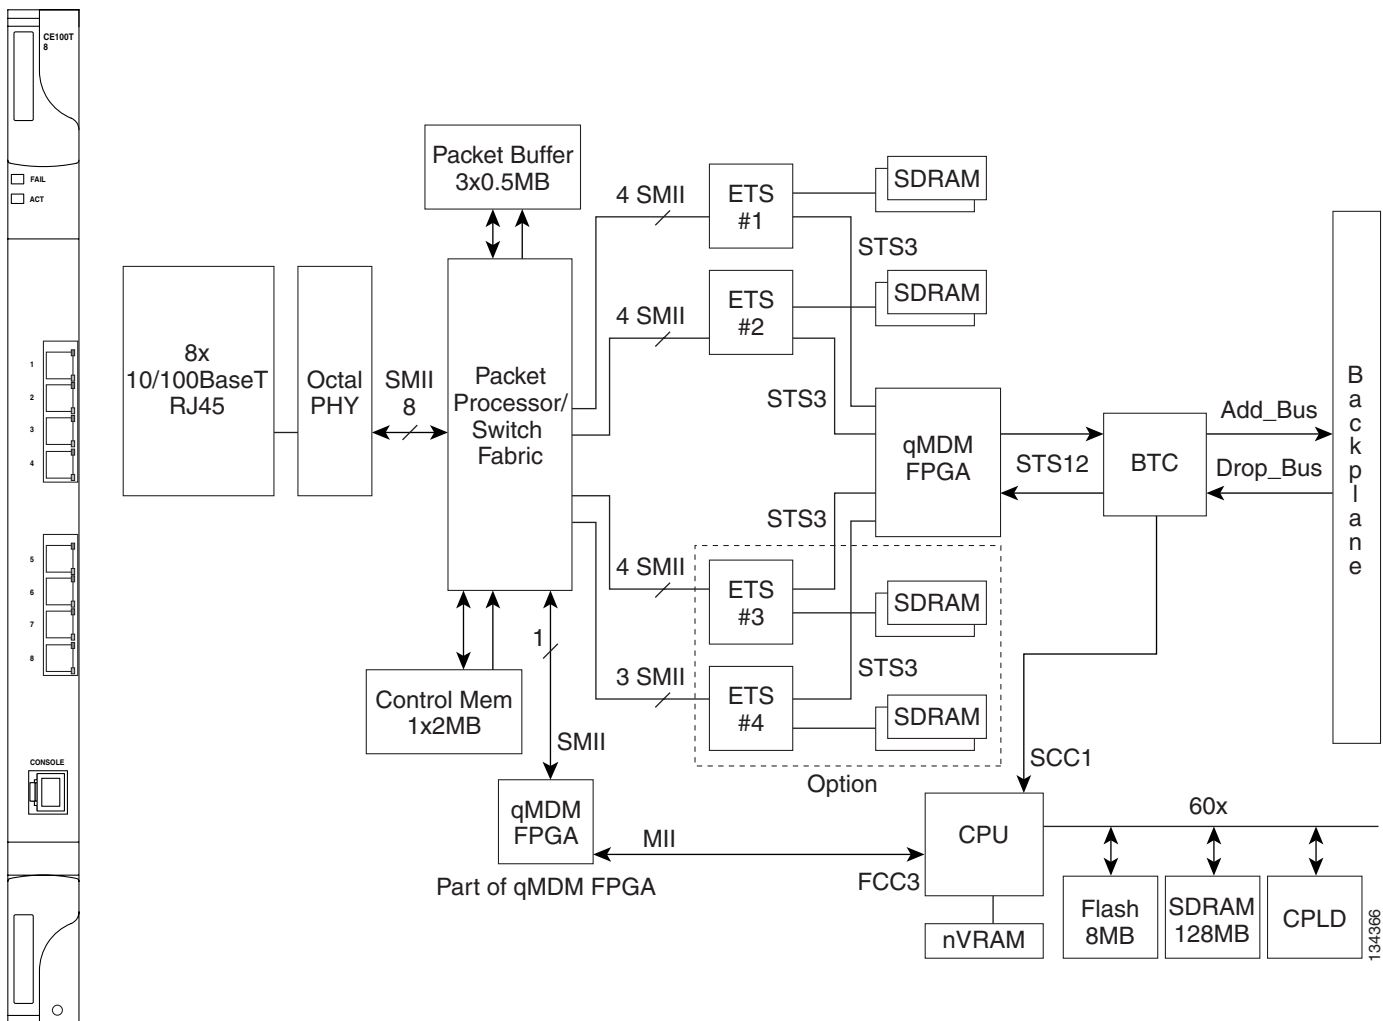 CE100T
8
FAIL
ACT
1
2
3
4
5
6
7
8
CONSOLE
8x
10/100BaseT
RJ45
Octal
PHY
SMII
8
Packet Buffer
3x0.5MB
Packet
Processor/
Switch
Fabric
Control Mem
1x2MB
1
SMII
qMDM
FPGA
Part of qMDM FPGA
MII
FCC3
4 SMII
ETS
#1
SDRAM
STS3
4 SMII
ETS
#2
SDRAM
STS3
4 SMII
ETS
#3
SDRAM
STS3
3 SMII
ETS
#4
SDRAM
STS3
Option
qMDM
FPGA
STS12
BTC
Add_Bus
Drop_Bus
Backplane
SCC1
CPU
nVRAM
60x
Flash
8MB
SDRAM
128MB
CPLD
134366